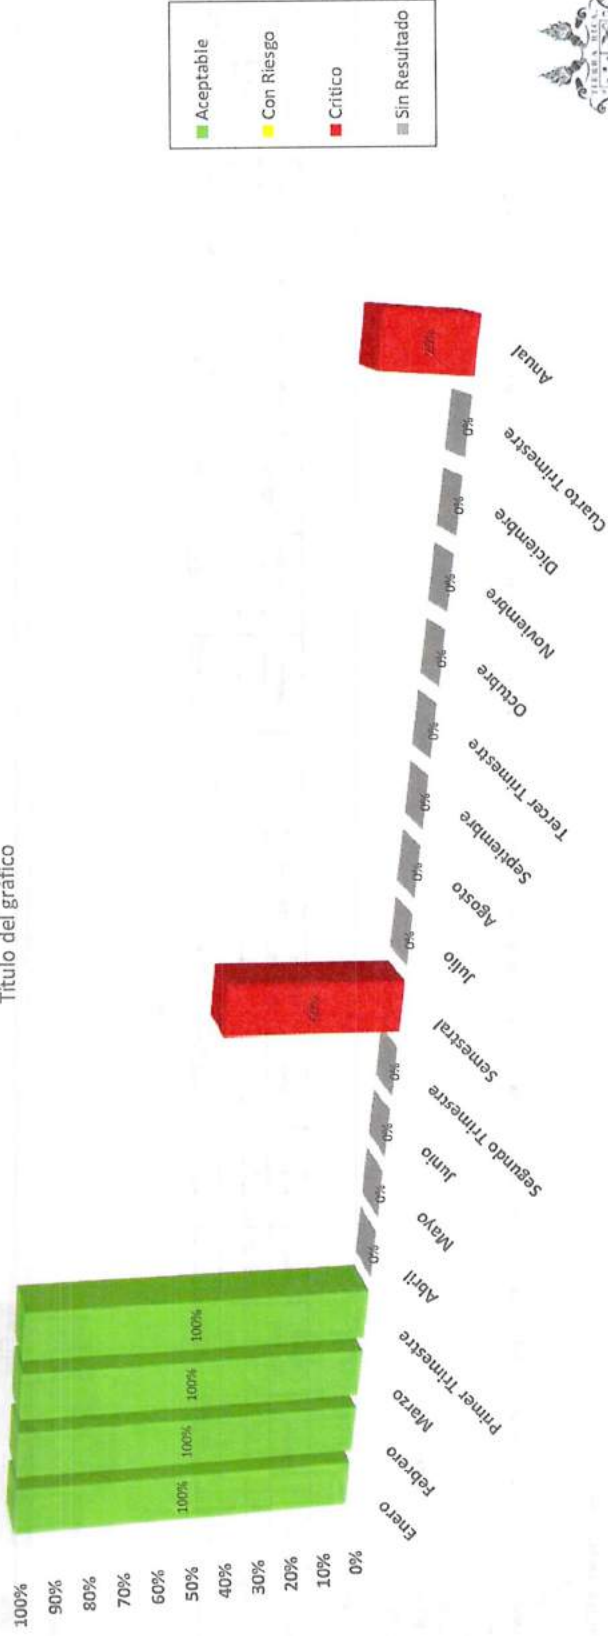 Título del gráfico
100%
90%
80%
70%
60%
50%
40%
30%
20%
10%
0%
100%
100%
100%
100%
0%
0%
0%
0%
0%
0%
0%
0%
0%
0%
0%
0%
Enero
Febrero
Marzo
Primer Trimestre
Abril
Mayo
Junio
Segundo Trimestre
Semestral
Julio
Agosto
Septiembre
Tercer Trimestre
Octubre
Noviembre
Diciembre
Cuarto Trimestre
Anual
Aceptable
Con Riesgo
Critico
Sin Resultado